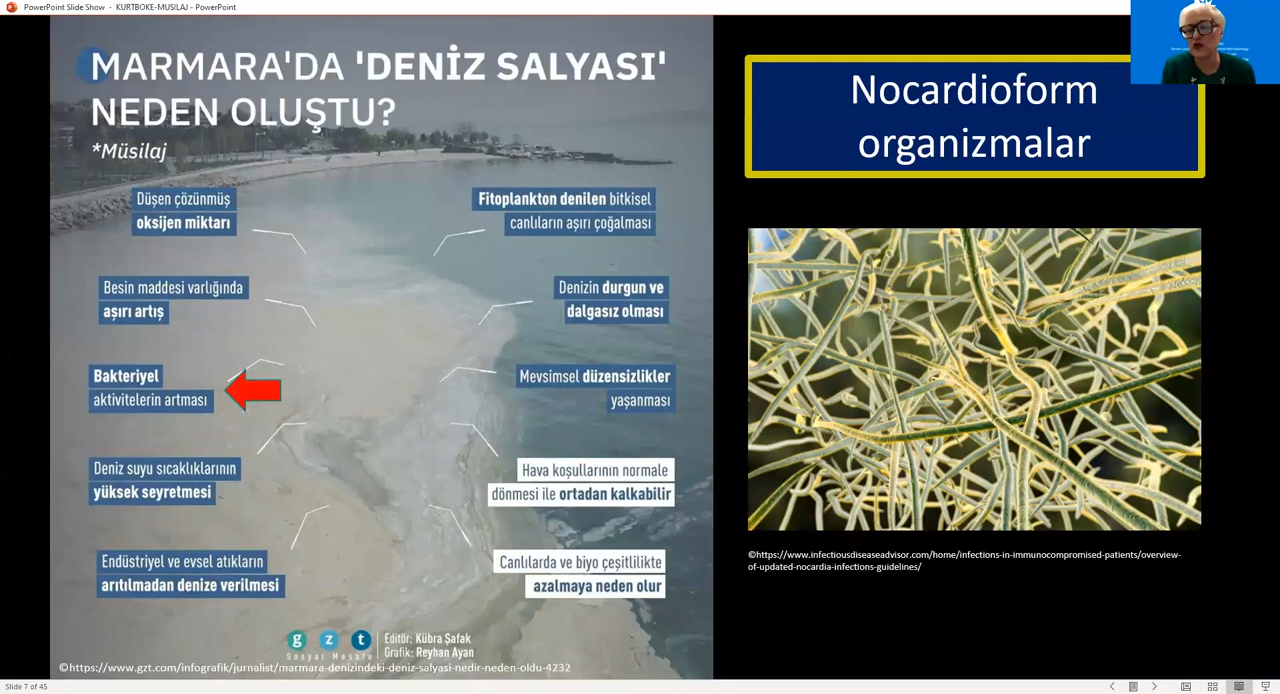 PowerPoint Slide Show - KURTBOKE-MUSILAJ - PowerPoint
MARMARA'DA 'DENİZ SALYASI'
NEDEN OLUŞTU?
*Müsilaj
Düşen çözünmüş
oksijen miktarı
Besin maddesi varlığında
aşırı artış
Bakteriyel
aktivitelerin artması
Deniz suyu sıcaklıklarının
yüksek seyretmesi
Endüstriyel ve evsel atıkların
arıtılmadan denize verilmesi
Fitoplankton denilen bitkisel
canlıların aşırı çoğalması
Denizin durgun ve
dalgasız olması
Mevsimsel düzensizlikler
yaşanması
Hava koşullarının normale
dönmesi ile ortadan kalkabilir
Canlılarda ve biyo çeşitlilikte
azalmaya neden olur
g z t
Sosyal Mesafe
Editör: Kübra Şafak
Grafik: Reyhan Ayan
©https://www.gzt.com/infografik/jurnalist/marmara-denizindeki-deniz-salyasi-nedir-neden-oldu-4232
Nocardioform
organizmalar
©https://www.infectiousdiseaseadvisor.com/home/infections-in-immunocompromised-patients/overview-
of-updated-nocardia-infections-guidelines/
Slide 7 of 45